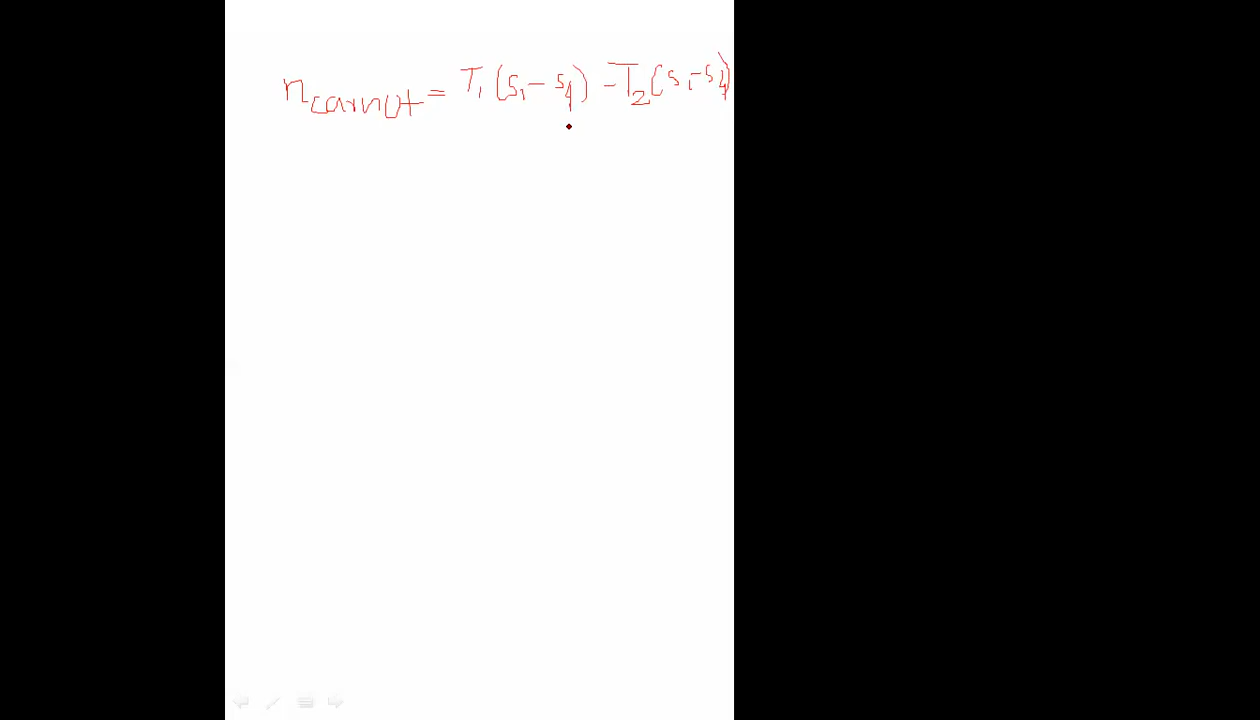 ηcarnot = T₁(S₁ - S₄) - T₂(S₁-S₄)